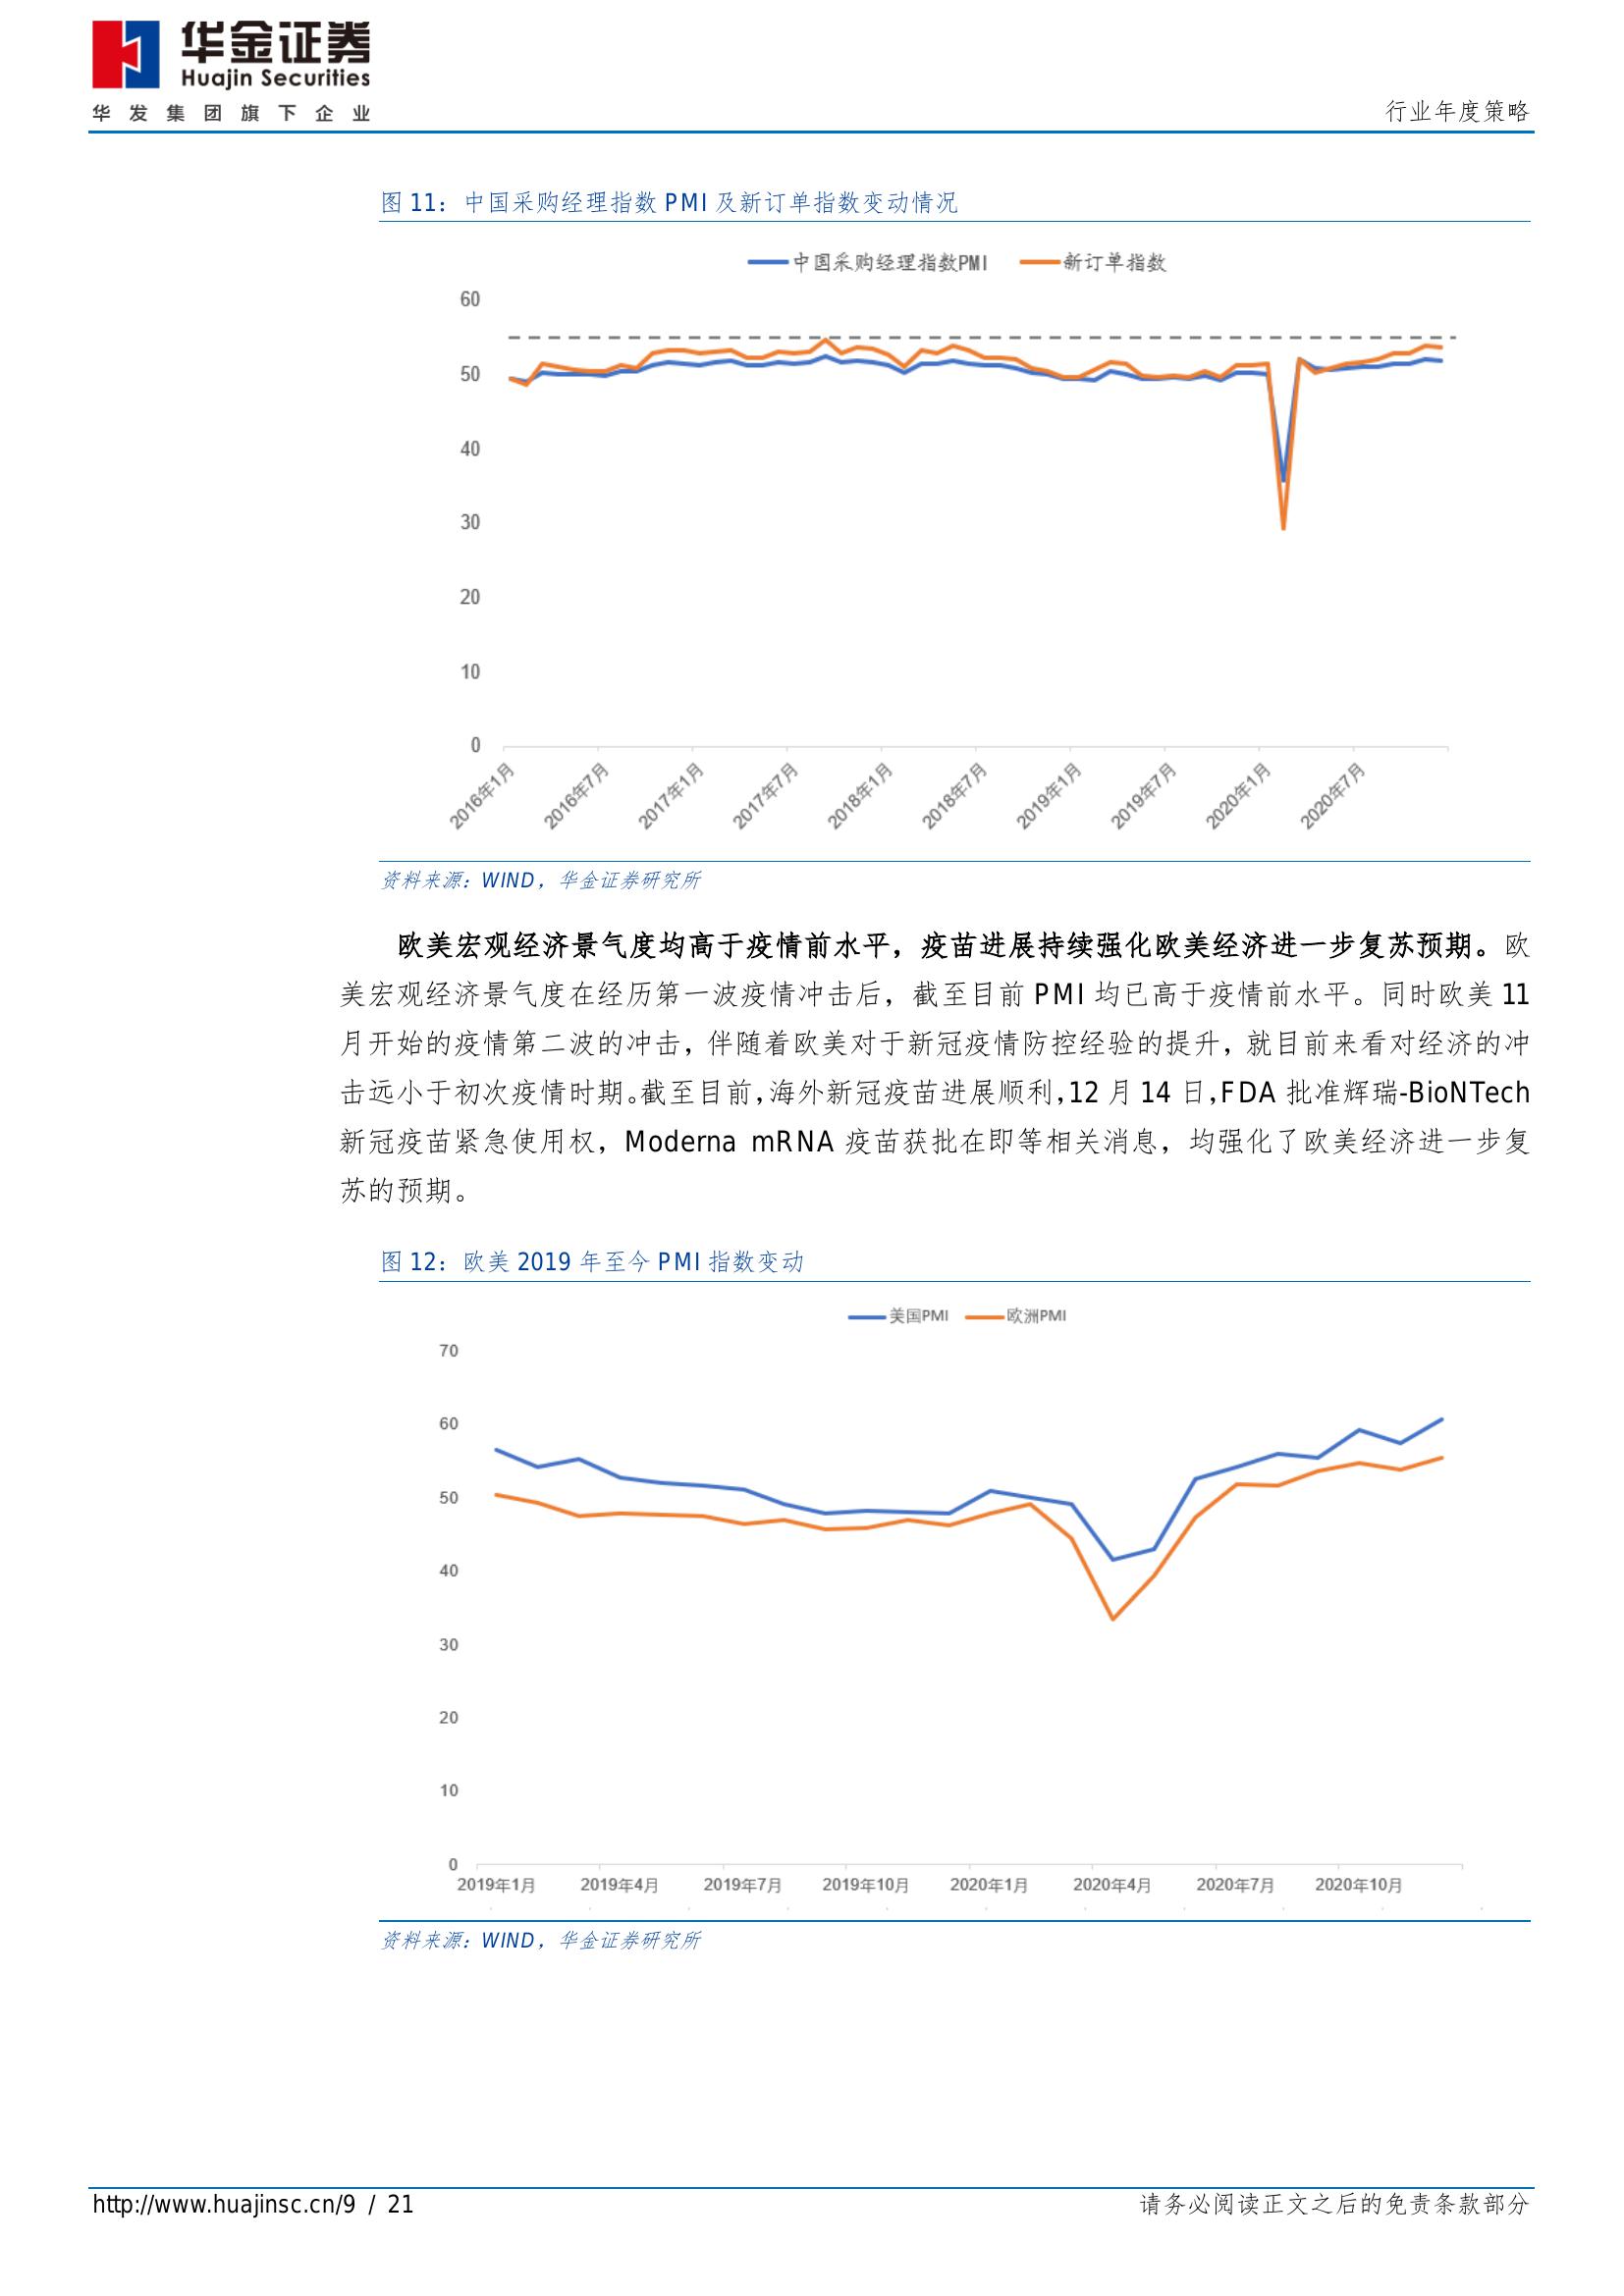 华金证券
Huajin Securities
华发集团旗下企业
行业年度策略
图 11：中国采购经理指数 PMI 及新订单指数变动情况
中国采购经理指数PMI 新订单指数
60
50
40
30
20
10
0
2016年1月 2016年7月 2017年1月 2017年7月 2018年1月 2018年7月 2019年1月 2019年7月 2020年1月 2020年7月
资料来源：WIND，华金证券研究所
欧美宏观经济景气度均高于疫情前水平，疫苗进展持续强化欧美经济进一步复苏预期。欧
美宏观经济景气度在经历第一波疫情冲击后，截至目前 PMI 均已高于疫情前水平。同时欧美 11
月开始的疫情第二波的冲击，伴随着欧美对于新冠疫情防控经验的提升，就目前来看对经济的冲
击远小于初次疫情时期。截至目前，海外新冠疫苗进展顺利，12 月 14 日，FDA 批准辉瑞-BioNTech
新冠疫苗紧急使用权，Moderna mRNA 疫苗获批在即等相关消息，均强化了欧美经济进一步复
苏的预期。
图 12：欧美 2019 年至今 PMI 指数变动
美国PMI 欧洲PMI
70
60
50
40
30
20
10
0
2019年1月 2019年4月 2019年7月 2019年10月 2020年1月 2020年4月 2020年7月 2020年10月
资料来源：WIND，华金证券研究所
http://www.huajinsc.cn/9 / 21
请务必阅读正文之后的免责条款部分